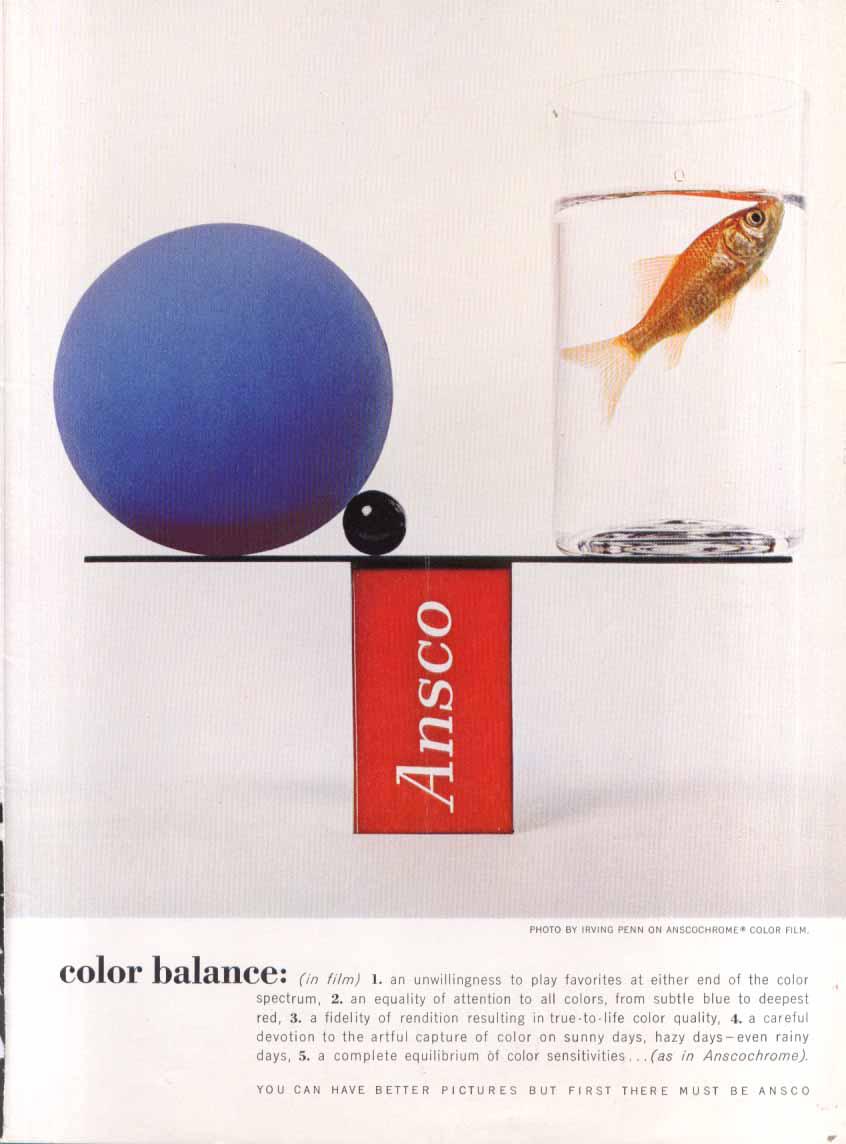 Ansco
PHOTO BY IRVING PENN ON ANSCOCHROME® COLOR FILM.
color balance: (in film) 1. an unwillingness to play favorites at either end of the color
spectrum, 2. an equality of attention to all colors, from subtle blue to deepest
red, 3. a fidelity of rendition resulting in true-to-life color quality, 4. a careful
devotion to the artful capture of color on sunny days, hazy days—even rainy
days, 5. a complete equilibrium of color sensitivities...(as in Anscochrome).
YOU CAN HAVE BETTER PICTURES BUT FIRST THERE MUST BE ANSCO